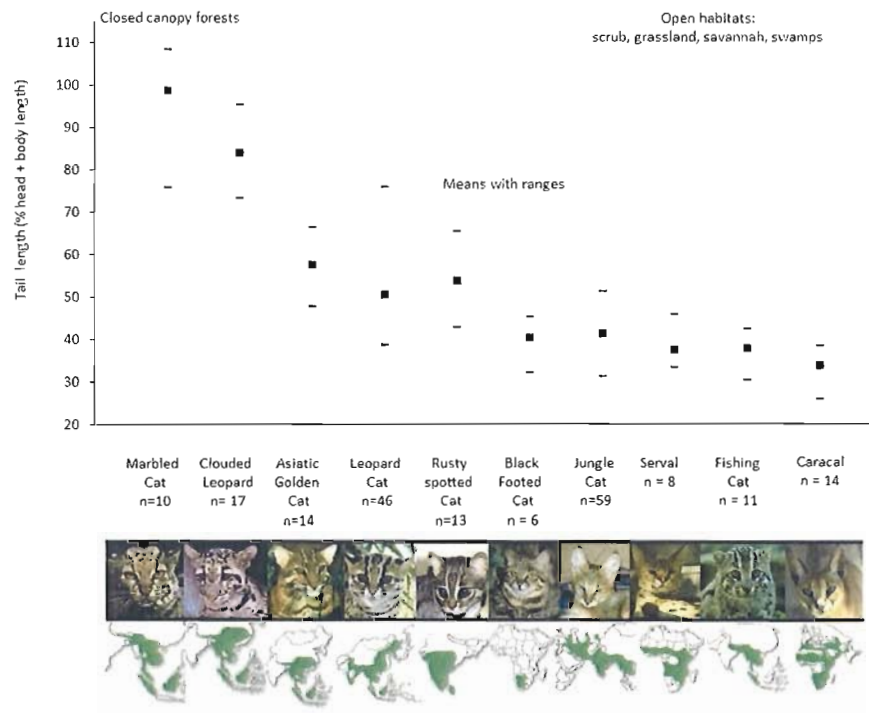 Closed canopy forests
Open habitats:
scrub, grassland, savannah, swamps
Tail length (% head + body length)
110
100
90
80
70
60
50
40
30
20
Means with ranges
Marbled
Cat
n=10
Clouded
Leopard
n= 17
Asiatic
Golden
Cat
n=14
Leopard
Cat
n=46
Rusty
spotted
Cat
n=13
Black
Footed
Cat
n = 6
Jungle
Cat
n=59
Serval
n = 8
Fishing
Cat
n = 11
Caracal
n = 14